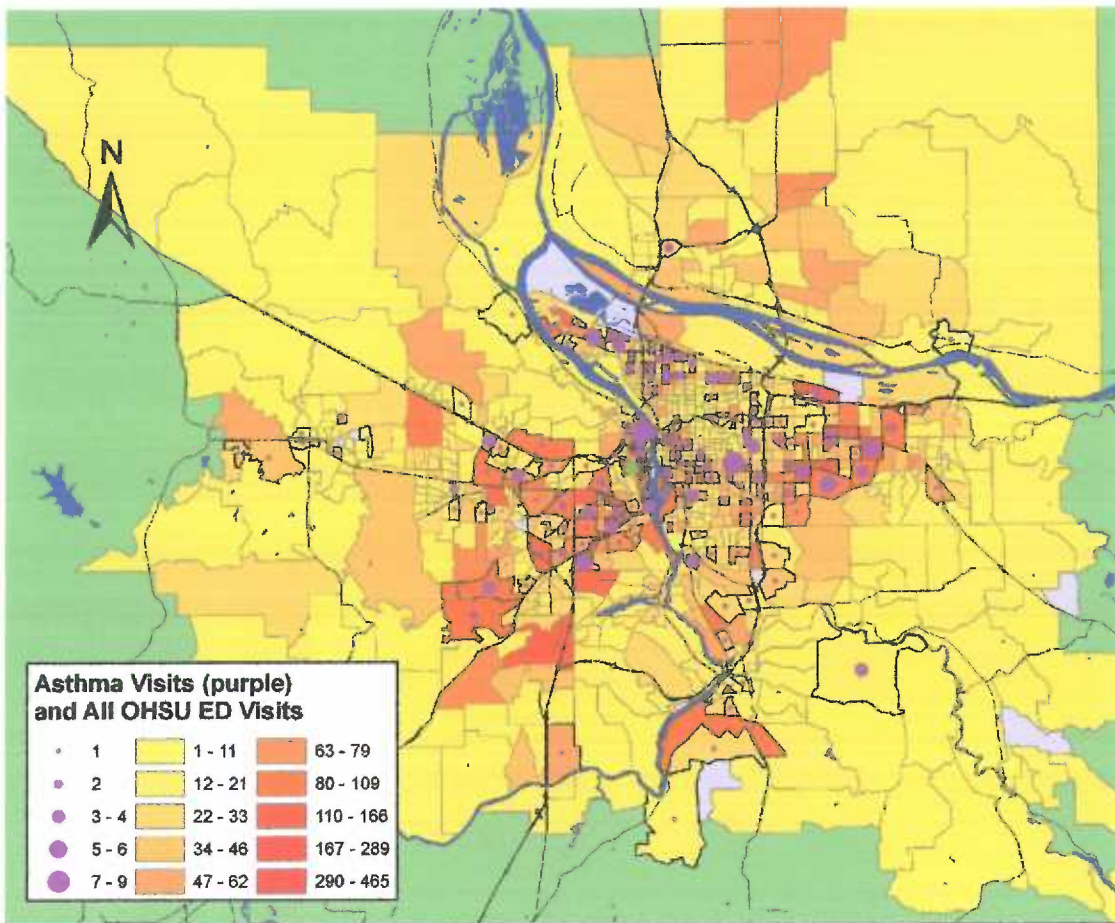 N
Asthma Visits (purple)
and All OHSU ED Visits
1 1 - 11 63 - 79
2 12 - 21 80 - 109
3 - 4 22 - 33 110 - 166
5 - 6 34 - 46 167 - 289
7 - 9 47 - 62 290 - 465